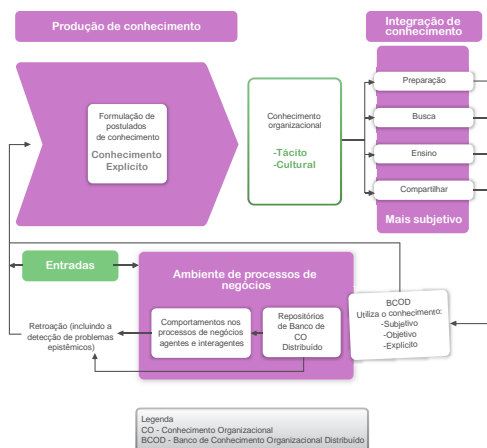 Produção de conhecimento
Integração de
conhecimento
Formulação de
postulados
de conhecimento
Conhecimento
Explícito
Conhecimento
organizacional
-Tácito
-Cultural
Preparação
Busca
Ensino
Compartilhar
Mais subjetivo
Entradas
Ambiente de processos de
negócios
Retroação (incluindo a
detecção de problemas
epistêmicos)
Comportamentos nos
processos de negócios
agentes e interagentes
Repositórios
de Banco de
CO
Distribuído
BCOD
Utiliza o conhecimento:
-Subjetivo
-Objetivo
-Explícito
Legenda
CO - Conhecimento Organizacional
BCOD - Banco de Conhecimento Organizacional Distribuído